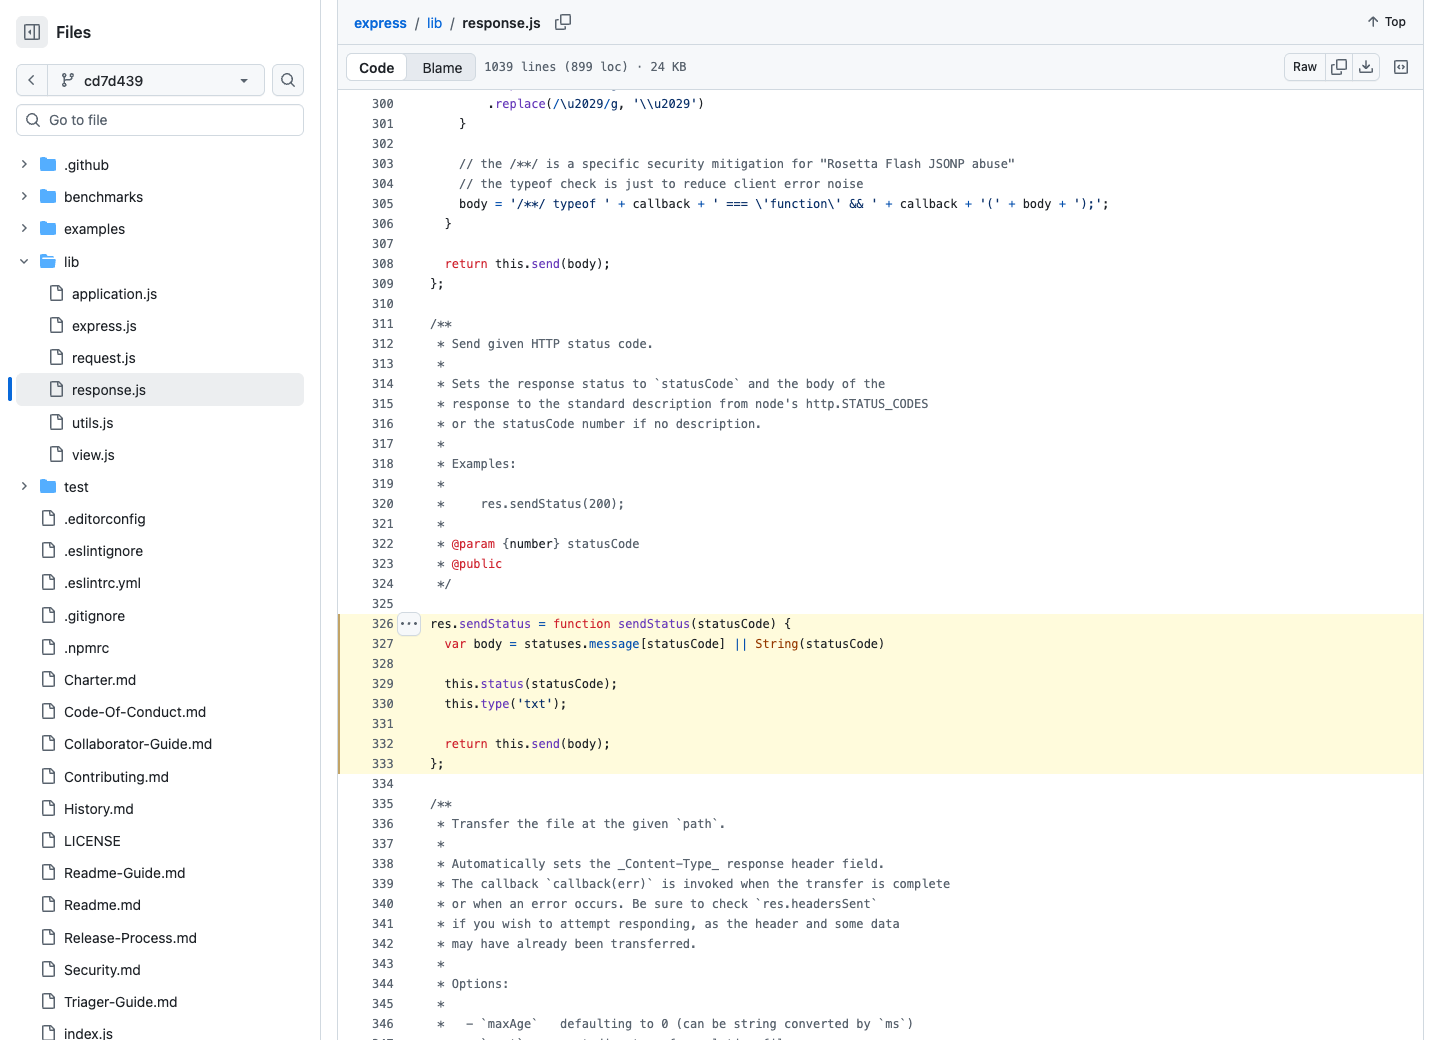 Files
cd7d439
Go to file
.github
benchmarks
examples
lib
application.js
express.js
request.js
response.js
utils.js
view.js
test
.editorconfig
.eslintignore
.eslintrc.yml
.gitignore
.npmrc
Charter.md
Code-Of-Conduct.md
Collaborator-Guide.md
Contributing.md
History.md
LICENSE
Readme-Guide.md
Readme.md
Release-Process.md
Security.md
Triager-Guide.md
index.js
express / lib / response.js
Top
Code Blame 1039 lines (899 loc) · 24 KB Raw
300 .replace(/\u2029/g, '\\u2029')
301 }
302
303 // the /**/ is a specific security mitigation for "Rosetta Flash JSONP abuse"
304 // the typeof check is just to reduce client error noise
305 body = '/**/ typeof ' + callback + ' === \'function\' && ' + callback + '(' + body + ');';
306 }
307
308 return this.send(body);
309 };
310
311 /**
312 * Send given HTTP status code.
313 *
314 * Sets the response status to `statusCode` and the body of the
315 * response to the standard description from node's http.STATUS_CODES
316 * or the statusCode number if no description.
317 *
318 * Examples:
319 *
320 * res.sendStatus(200);
321 *
322 * @param {number} statusCode
323 * @public
324 */
325
326 res.sendStatus = function sendStatus(statusCode) {
327 var body = statuses.message[statusCode] || String(statusCode)
328
329 this.status(statusCode);
330 this.type('txt');
331
332 return this.send(body);
333 };
334
335 /**
336 * Transfer the file at the given `path`.
337 *
338 * Automatically sets the _Content-Type_ response header field.
339 * The callback `callback(err)` is invoked when the transfer is complete
340 * or when an error occurs. Be sure to check `res.headersSent`
341 * if you wish to attempt responding, as the header and some data
342 * may have already been transferred.
343 *
344 * Options:
345 *
346 * - `maxAge` defaulting to 0 (can be string converted by `ms`)